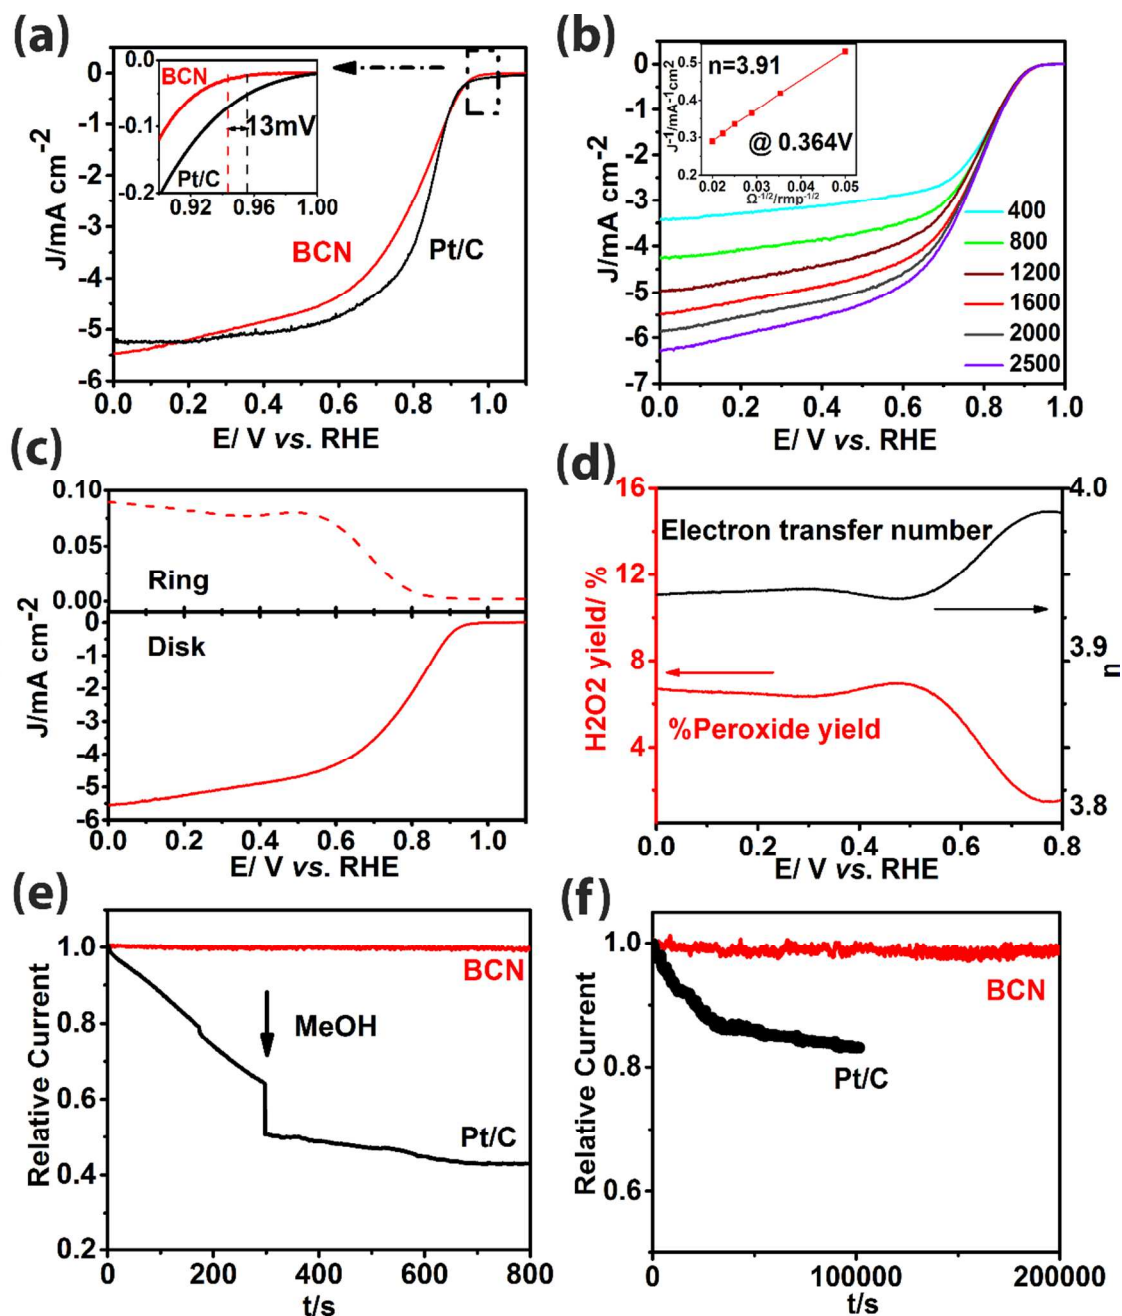 (a)
0
-1
-2
-3
-4
-5
-6
J/mA cm-2
0.0
-0.1
-0.2
BCN
13mV
Pt/C
0.92 0.96 1.00
BCN
Pt/C
0.0 0.2 0.4 0.6 0.8 1.0
E/ V vs. RHE
(b)
0
-1
-2
-3
-4
-5
-6
-7
J/mA cm-2
0.5
0.4
0.3
0.2
J-1/mA-1cm2
n=3.91
@ 0.364V
0.02 0.03 0.04 0.05
Ω-1/2/rmp-1/2
400
800
1200
1600
2000
2500
0.0 0.2 0.4 0.6 0.8 1.0
E/ V vs. RHE
(c)
0.10
0.05
0.00
Ring
0
-1
-2
-3
-4
-5
-6
Disk
J/mA cm-2
0.0 0.2 0.4 0.6 0.8 1.0
E/ V vs. RHE
(d)
16
12
8
4
H2O2 yield/ %
Electron transfer number
%Peroxide yield
4.0
3.9
3.8
n
0.0 0.2 0.4 0.6 0.8
E/ V vs. RHE
(e)
1.0
0.8
0.6
0.4
0.2
Relative Current
BCN
MeOH
Pt/C
0 200 400 600 800
t/s
(f)
1.0
0.8
0.6
Relative Current
BCN
Pt/C
0 100000 200000
t/s